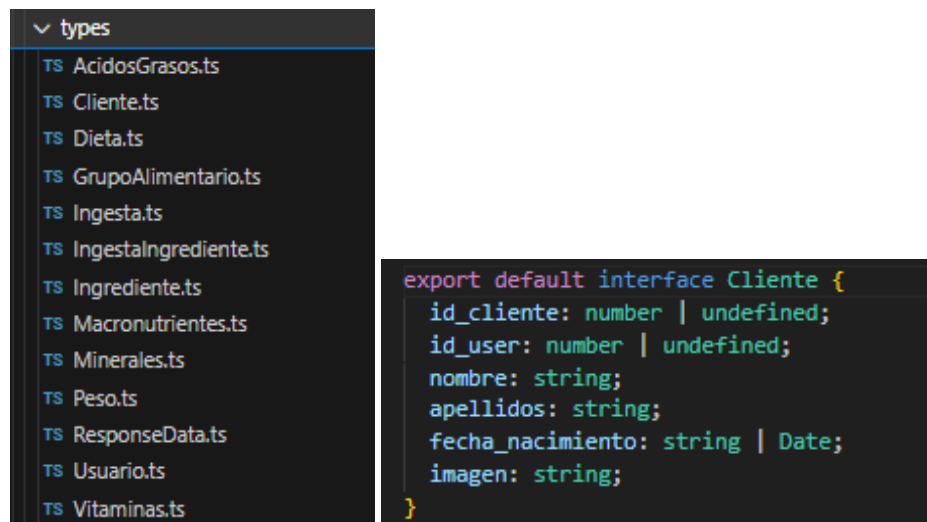 types
TS AcidosGrasos.ts
TS Cliente.ts
TS Dieta.ts
TS GrupoAlimentario.ts
TS Ingesta.ts
TS IngestaIngrediente.ts
TS Ingrediente.ts
TS Macronutrientes.ts
TS Minerales.ts
TS Peso.ts
TS ResponseData.ts
TS Usuario.ts
TS Vitaminas.ts
export default interface Cliente {
id_cliente: number | undefined;
id_user: number | undefined;
nombre: string;
apellidos: string;
fecha_nacimiento: string | Date;
imagen: string;
}